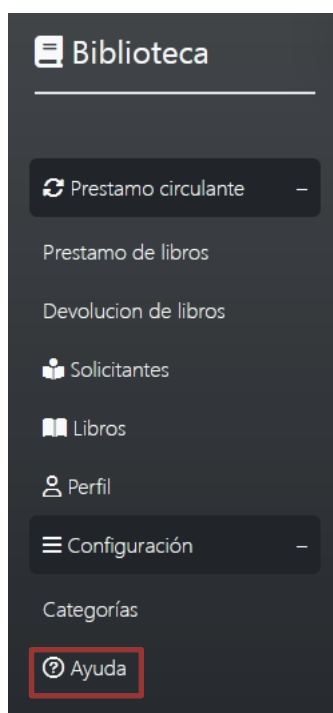 Biblioteca
Prestamo circulante –
Prestamo de libros
Devolucion de libros
Solicitantes
Libros
Perfil
Configuración –
Categorías
Ayuda